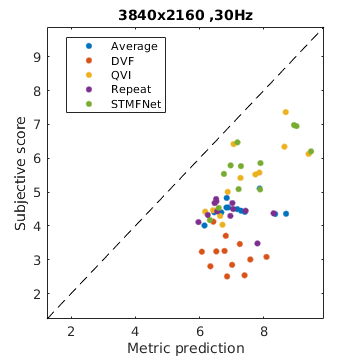 3840x2160 ,30Hz
Average
DVF
QVI
Repeat
STMFNet
Subjective score
9
8
7
6
5
4
3
2
2 4 6 8
Metric prediction